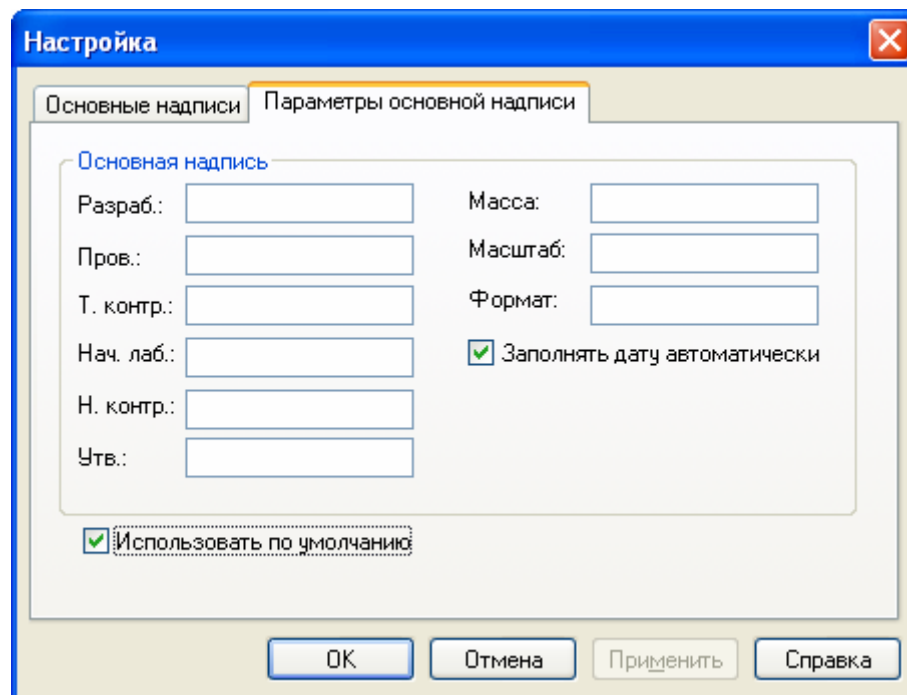 Настройка
Основные надписи Параметры основной надписи
Основная надпись
Разраб.: Масса:
Пров.: Масштаб:
Т. контр.: Формат:
Нач. лаб.: Заполнять дату автоматически
Н. контр.:
Утв.:
Использовать по умолчанию
OK Отмена Применить Справка